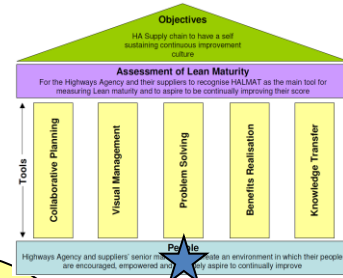 Objectives
HA Supply chain to have a self
sustaining continuous improvement
culture
Assessment of Lean Maturity
For the Highways Agency and their suppliers to recognise HALMAT as the main tool for
measuring Lean maturity and to aspire to be continually improving their score
Tools
Collaborative Planning
Visual Management
Problem Solving
Benefits Realisation
Knowledge Transfer
People
Highways Agency and suppliers' senior eate an environment in which their people
are encouraged, empowered and ely aspire to continually improve